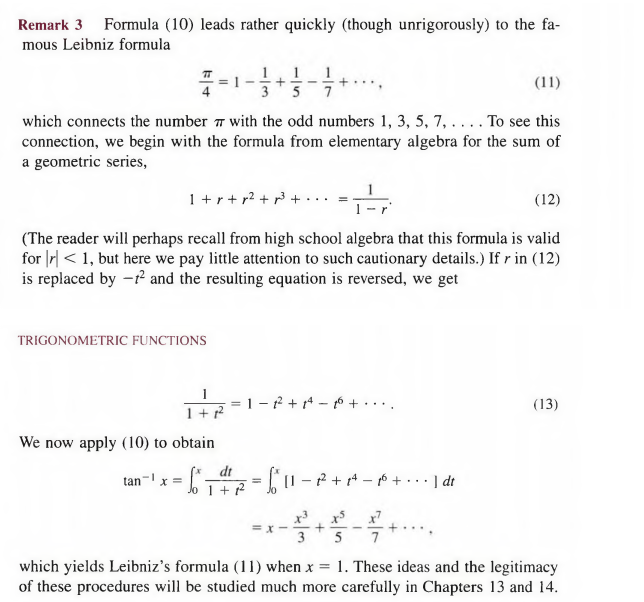 Remark 3 Formula (10) leads rather quickly (though unrigorously) to the fa-
mous Leibniz formula
π/4 = 1 − 1/3 + 1/5 − 1/7 + · · · , (11)
which connects the number π with the odd numbers 1, 3, 5, 7, . . . . To see this
connection, we begin with the formula from elementary algebra for the sum of
a geometric series,
1 + r + r² + r³ + · · · = 1/(1 − r). (12)
(The reader will perhaps recall from high school algebra that this formula is valid
for |r| < 1, but here we pay little attention to such cautionary details.) If r in (12)
is replaced by −t² and the resulting equation is reversed, we get
TRIGONOMETRIC FUNCTIONS
1/(1 + t²) = 1 − t² + t⁴ − t⁶ + · · · . (13)
We now apply (10) to obtain
tan⁻¹ x = ∫₀ˣ dt/(1 + t²) = ∫₀ˣ [1 − t² + t⁴ − t⁶ + · · · ] dt
= x − x³/3 + x⁵/5 − x⁷/7 + · · · ,
which yields Leibniz's formula (11) when x = 1. These ideas and the legitimacy
of these procedures will be studied much more carefully in Chapters 13 and 14.